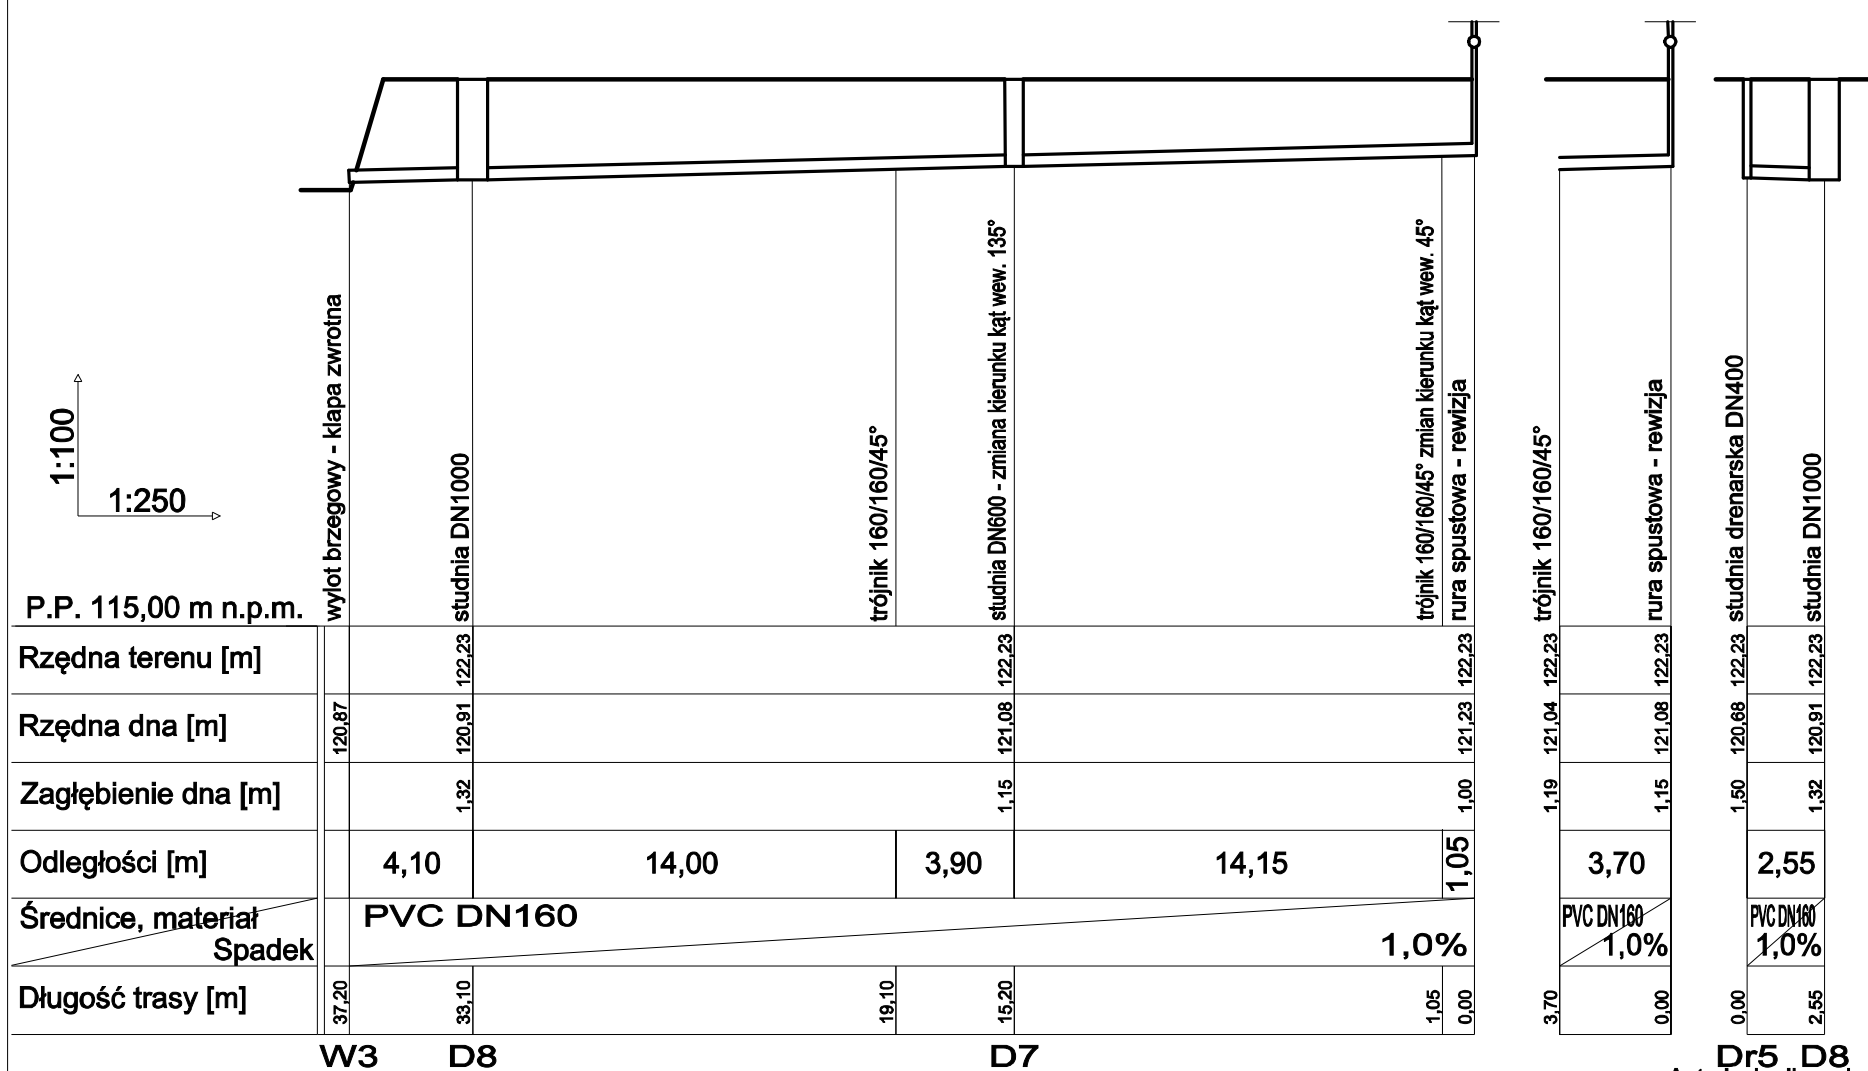 1:100
1:250
P.P. 115,00 m n.p.m.
wylot brzegowy - klapa zwrotna
studnia DN1000
trójnik 160/160/45°
studnia DN600 - zmiana kierunku kąt wew. 135°
trójnik 160/160/45° zmian kierunku kąt wew. 45°
rura spustowa - rewizja
trójnik 160/160/45°
rura spustowa - rewizja
studnia drenarska DN400
studnia DN1000
Rzędna terenu [m]
122,23
122,23
122,23
122,23
122,23
122,23
122,23
Rzędna dna [m]
120,87
120,91
121,08
121,23
121,04
121,08
120,68
120,91
Zagłębienie dna [m]
1,32
1,15
1,00
1,19
1,15
1,50
1,32
Odległości [m]
4,10
14,00
3,90
14,15
1,05
3,70
2,55
Średnice, materiał
Spadek
PVC DN160
1,0%
PVC DN160
1,0%
PVC DN160
1,0%
Długość trasy [m]
37,20
33,10
19,10
15,20
1,05
0,00
3,70
0,00
0,00
2,55
W3
D8
D7
Dr5
D8